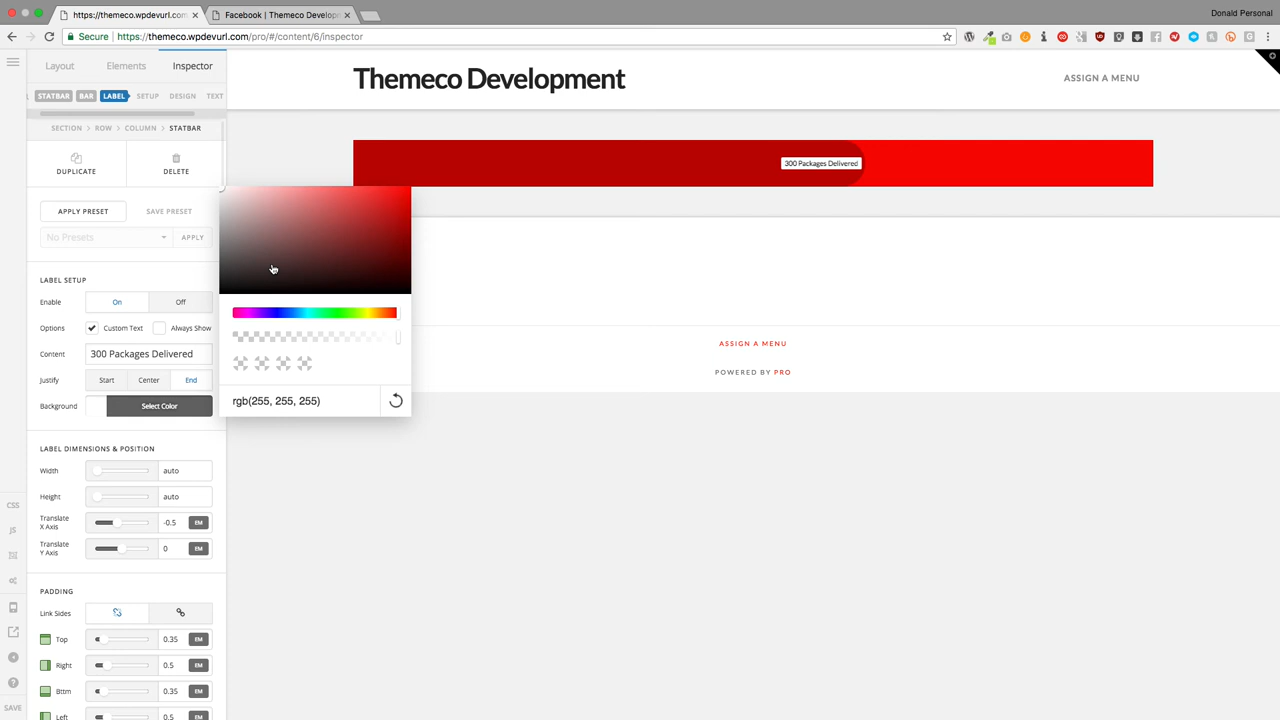 https://themeco.wpdevurl.com
Facebook | Themeco Develop
Donald Personal
Secure
https://themeco.wpdevurl.com/pro/#/content/6/inspector
Layout
Elements
Inspector
STATBAR
BAR
LABEL
SETUP
DESIGN
TEXT
SECTION > ROW > COLUMN > STATBAR
DUPLICATE
DELETE
APPLY PRESET
SAVE PRESET
No Presets
APPLY
LABEL SETUP
Enable
On
Off
Options
Custom Text
Always Show
Content
300 Packages Delivered
Justify
Start
Center
End
Background
Select Color
LABEL DIMENSIONS & POSITION
Width
auto
Height
auto
Translate
X Axis
-0.5
EM
Translate
Y Axis
0
EM
PADDING
Link Sides
Top
0.35
EM
Right
0.5
EM
Bttm
0.35
EM
Left
0.5
EM
CSS
JS
SAVE
rgb(255, 255, 255)
Themeco Development
ASSIGN A MENU
300 Packages Delivered
ASSIGN A MENU
POWERED BY PRO